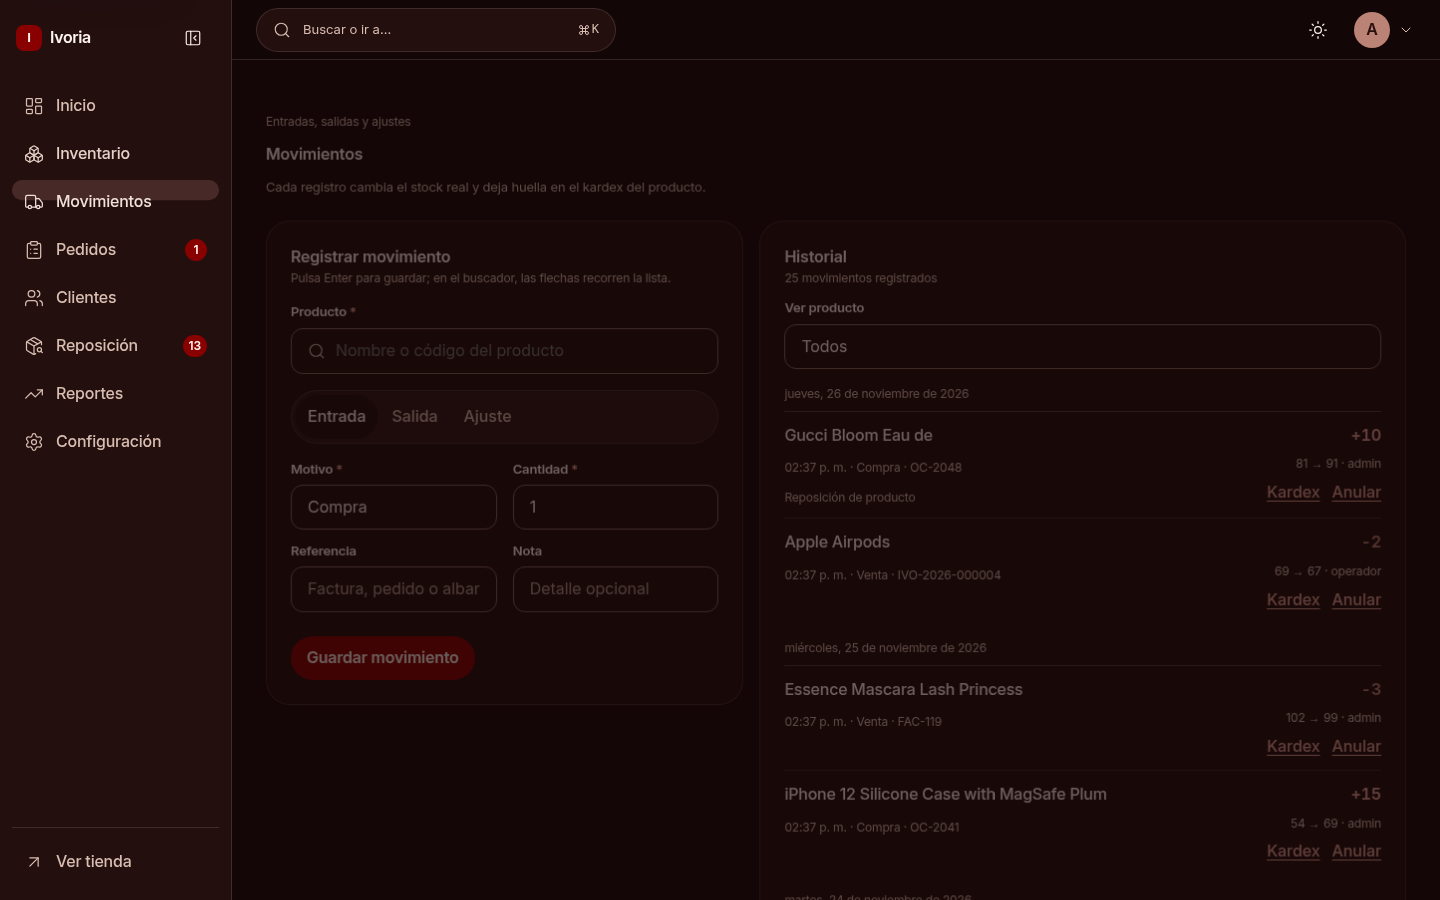 I Ivoria
Buscar o ir a...
⌘K
A
Inicio
Inventario
Movimientos
Pedidos 1
Clientes
Reposición 13
Reportes
Configuración
Ver tienda
Entradas, salidas y ajustes
Movimientos
Cada registro cambia el stock real y deja huella en el kardex del producto.
Registrar movimiento
Pulsa Enter para guardar; en el buscador, las flechas recorren la lista.
Producto *
Nombre o código del producto
Entrada Salida Ajuste
Motivo * Cantidad *
Compra 1
Referencia Nota
Factura, pedido o albar Detalle opcional
Guardar movimiento
Historial
25 movimientos registrados
Ver producto
Todos
jueves, 26 de noviembre de 2026
Gucci Bloom Eau de +10
02:37 p. m. · Compra · OC-2048 81 → 91 · admin
Reposición de producto Kardex Anular
Apple Airpods -2
02:37 p. m. · Venta · IVO-2026-000004 69 → 67 · operador
Kardex Anular
miércoles, 25 de noviembre de 2026
Essence Mascara Lash Princess -3
02:37 p. m. · Venta · FAC-119 102 → 99 · admin
Kardex Anular
iPhone 12 Silicone Case with MagSafe Plum +15
02:37 p. m. · Compra · OC-2041 54 → 69 · admin
Kardex Anular
martes, 24 de noviembre de 2026